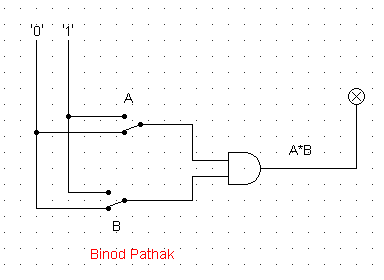 '0' '1'
A
A*B
B
Binod Pathak